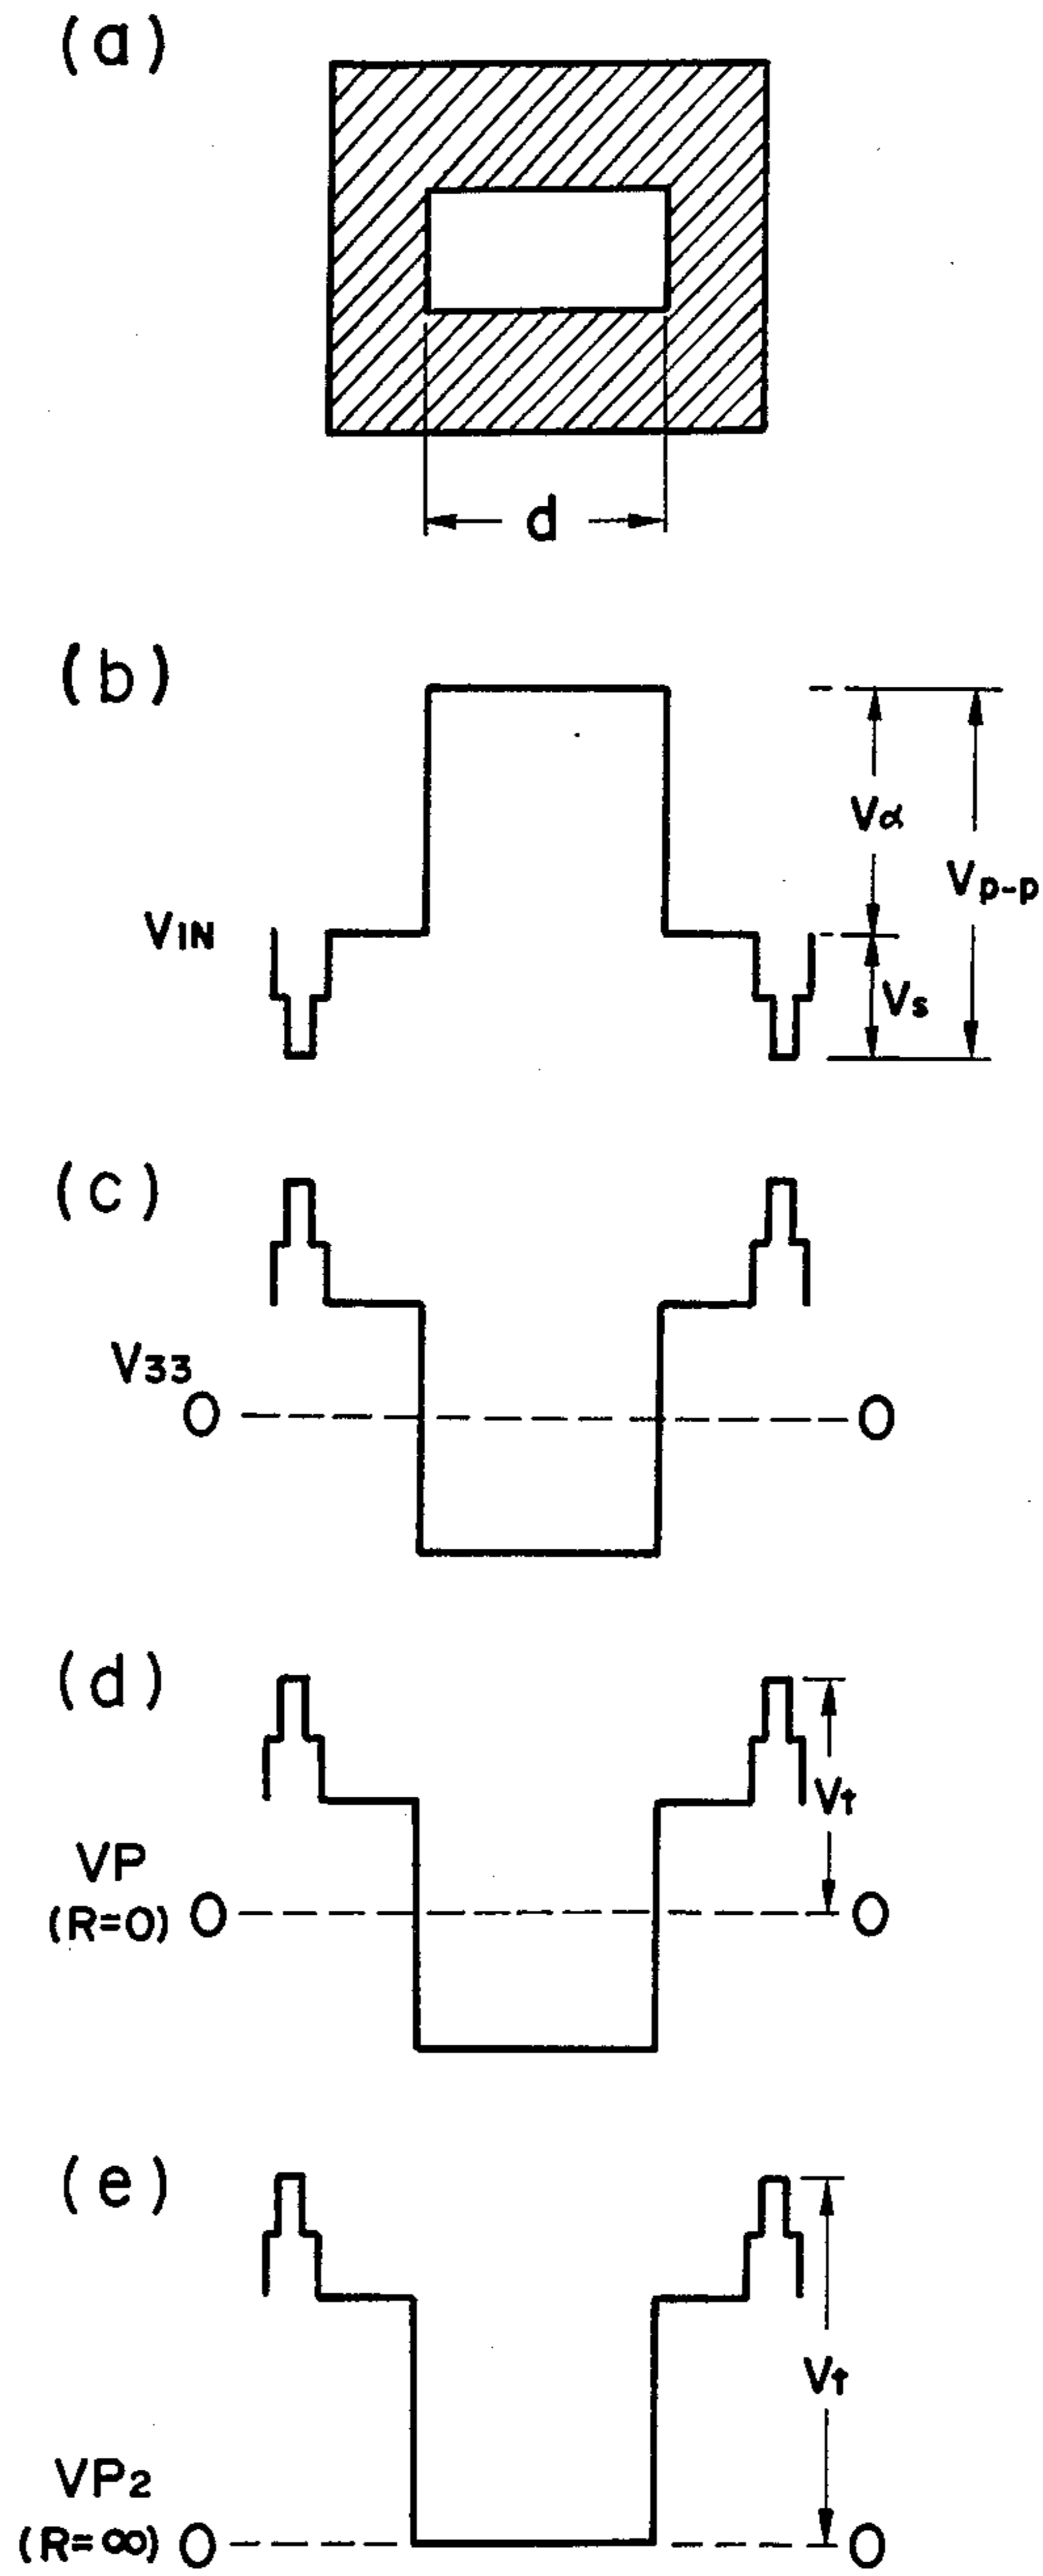 (a)
d
(b)
Vα
Vp-p
VIN
Vs
(c)
V33
O O
(d)
Vt
VP
(R=O) O O
(e)
Vt
VP2
(R=∞) O O